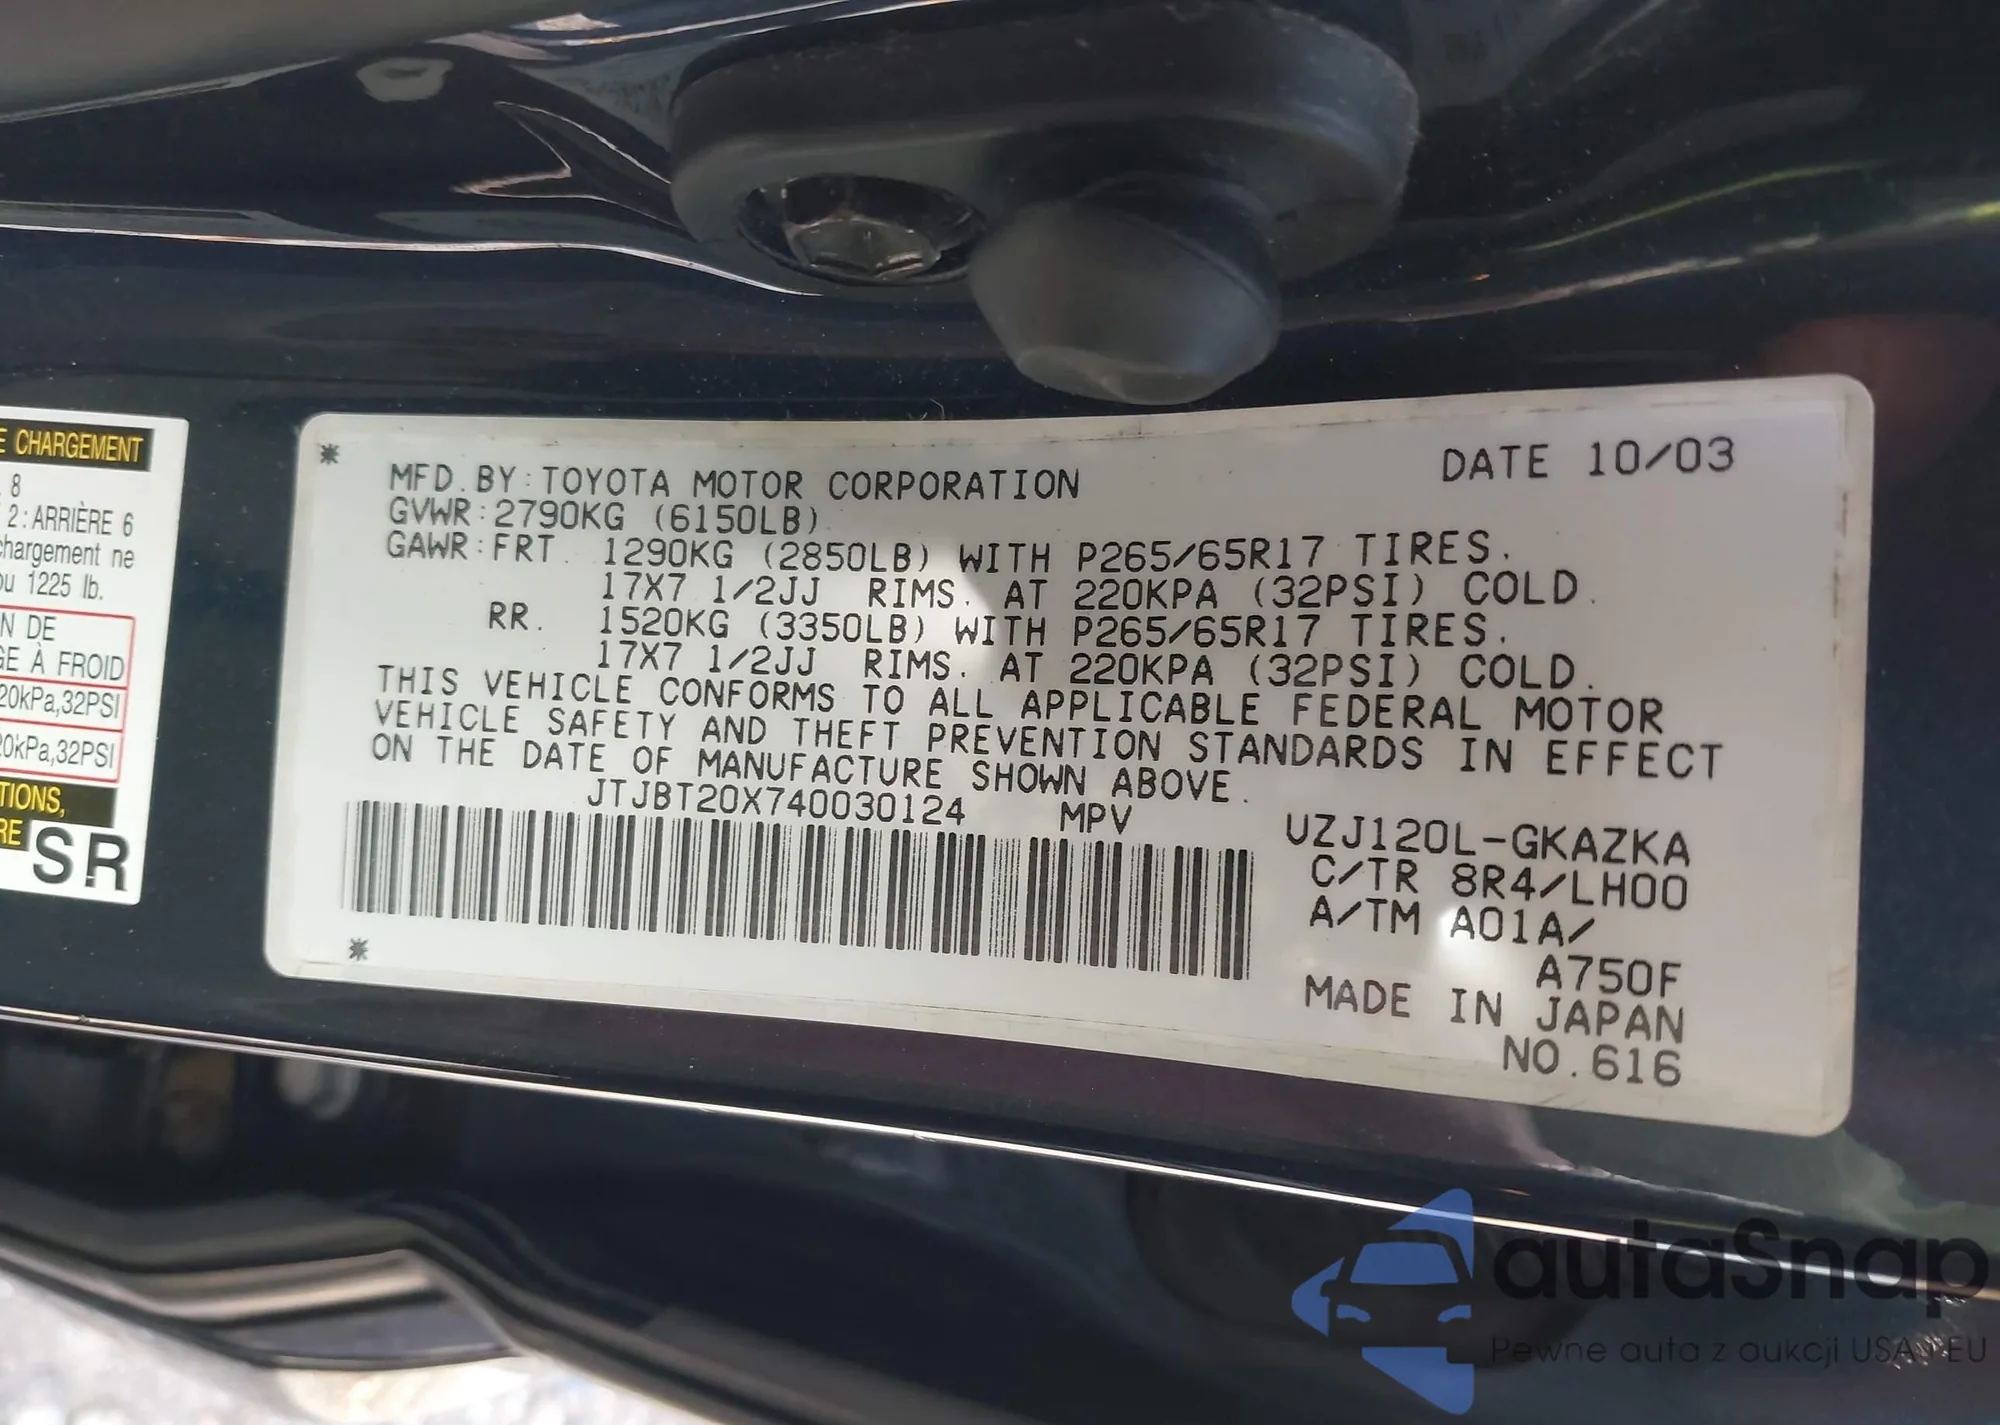 E CHARGEMENT
8
2:ARRIÈRE 6
chargement ne
ou 1225 lb.
N DE
GE À FROID
20kPa,32PSI
20kPa,32PSI
TIONS,
RE
SR
* DATE 10/03
MFD. BY: TOYOTA MOTOR CORPORATION
GVWR: 2790KG (6150LB)
GAWR: FRT. 1290KG (2850LB) WITH P265/65R17 TIRES.
17X7 1/2JJ RIMS. AT 220KPA (32PSI) COLD.
RR. 1520KG (3350LB) WITH P265/65R17 TIRES.
17X7 1/2JJ RIMS. AT 220KPA (32PSI) COLD.
THIS VEHICLE CONFORMS TO ALL APPLICABLE FEDERAL MOTOR
VEHICLE SAFETY AND THEFT PREVENTION STANDARDS IN EFFECT
ON THE DATE OF MANUFACTURE SHOWN ABOVE.
JTJBT20X740030124 MPV
UZJ120L-GKAZKA
C/TR 8R4/LH00
A/TM A01A/
A750F
*
MADE IN JAPAN
NO.616
autaSnap
Pewne auta z aukcji USA i EU